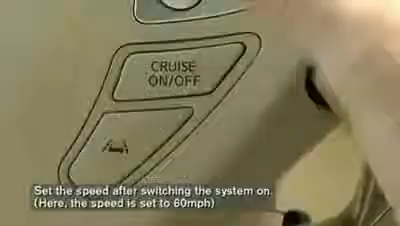 CRUISE
ON/OFF
Set the speed after switching the system on.
(Here, the speed is set to 60mph)